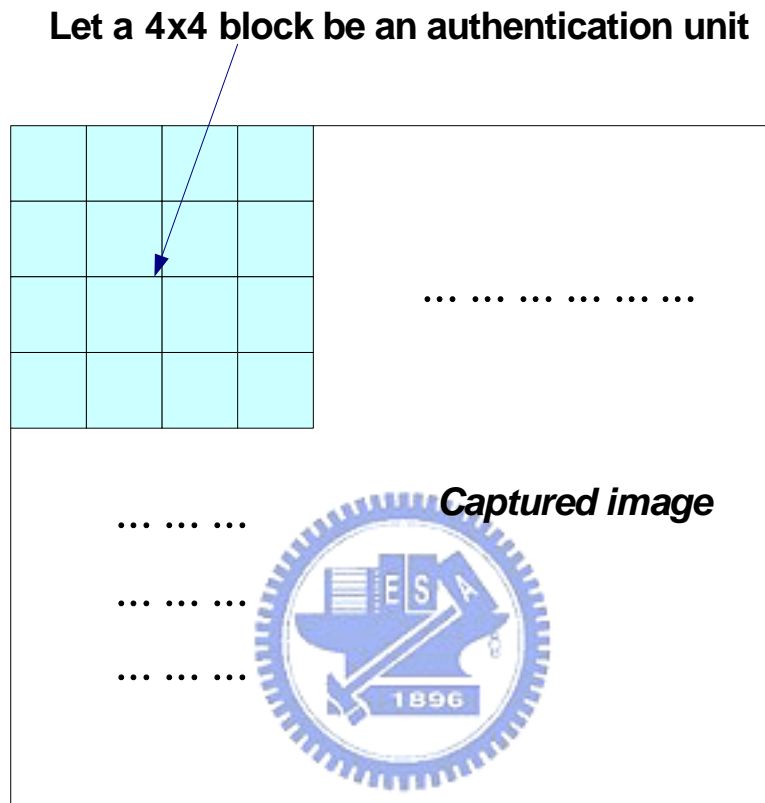 Let a 4x4 block be an authentication unit
... ... ... ... ... ...
Captured image
... ... ...
... ... ...
... ... ...
E S A
1896